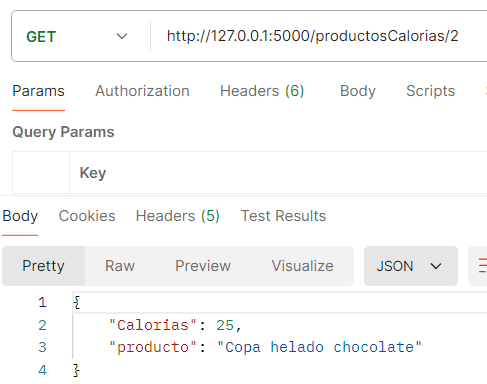 GET http://127.0.0.1:5000/productosCalorias/2
Params Authorization Headers (6) Body Scripts
Query Params
Key
Body Cookies Headers (5) Test Results
Pretty Raw Preview Visualize JSON
1 {
2 "Calorias": 25,
3 "producto": "Copa helado chocolate"
4 }